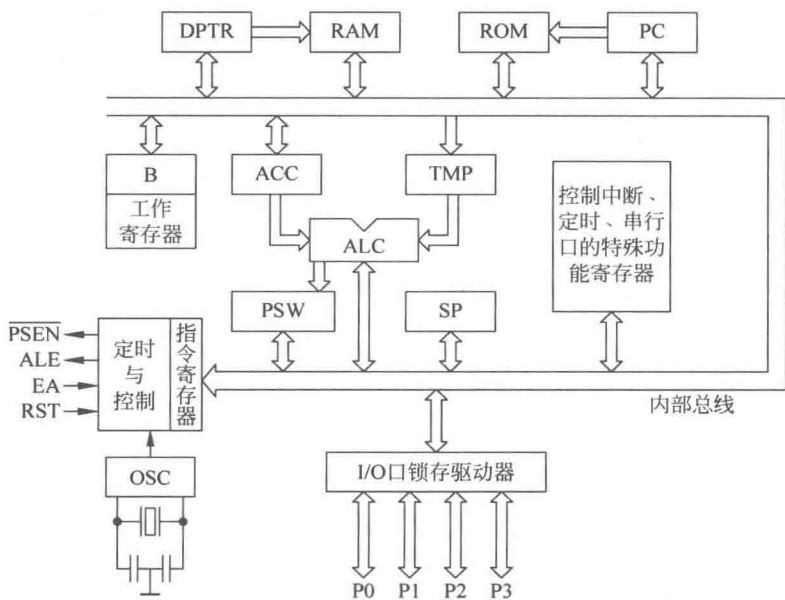 DPTR
RAM
ROM
PC
B
工作
寄存器
ACC
TMP
ALC
控制中断、
定时、串行
口的特殊功
能寄存器
PSW
SP
PSEN
ALE
EA
RST
定时
与
控制
指令寄存器
内部总线
OSC
I/O口锁存驱动器
P0
P1
P2
P3